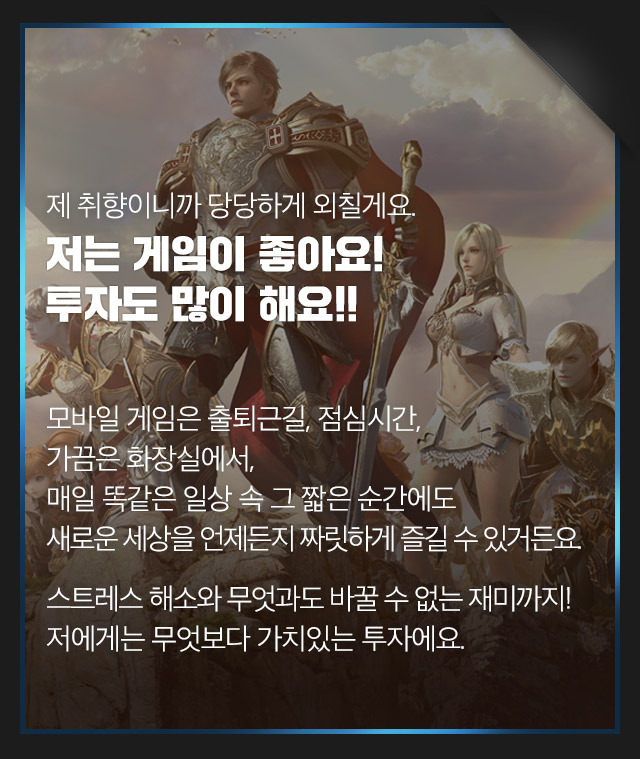 제 취향이니까 당당하게 외칠게요.
저는 게임이 좋아요!
투자도 많이 해요!!
모바일 게임은 출퇴근길, 점심시간,
가끔은 화장실에서,
매일 똑같은 일상 속 그 짧은 순간에도
새로운 세상을 언제든지 짜릿하게 즐길 수 있거든요.
스트레스 해소와 무엇과도 바꿀 수 없는 재미까지!
저에게는 무엇보다 가치있는 투자에요.